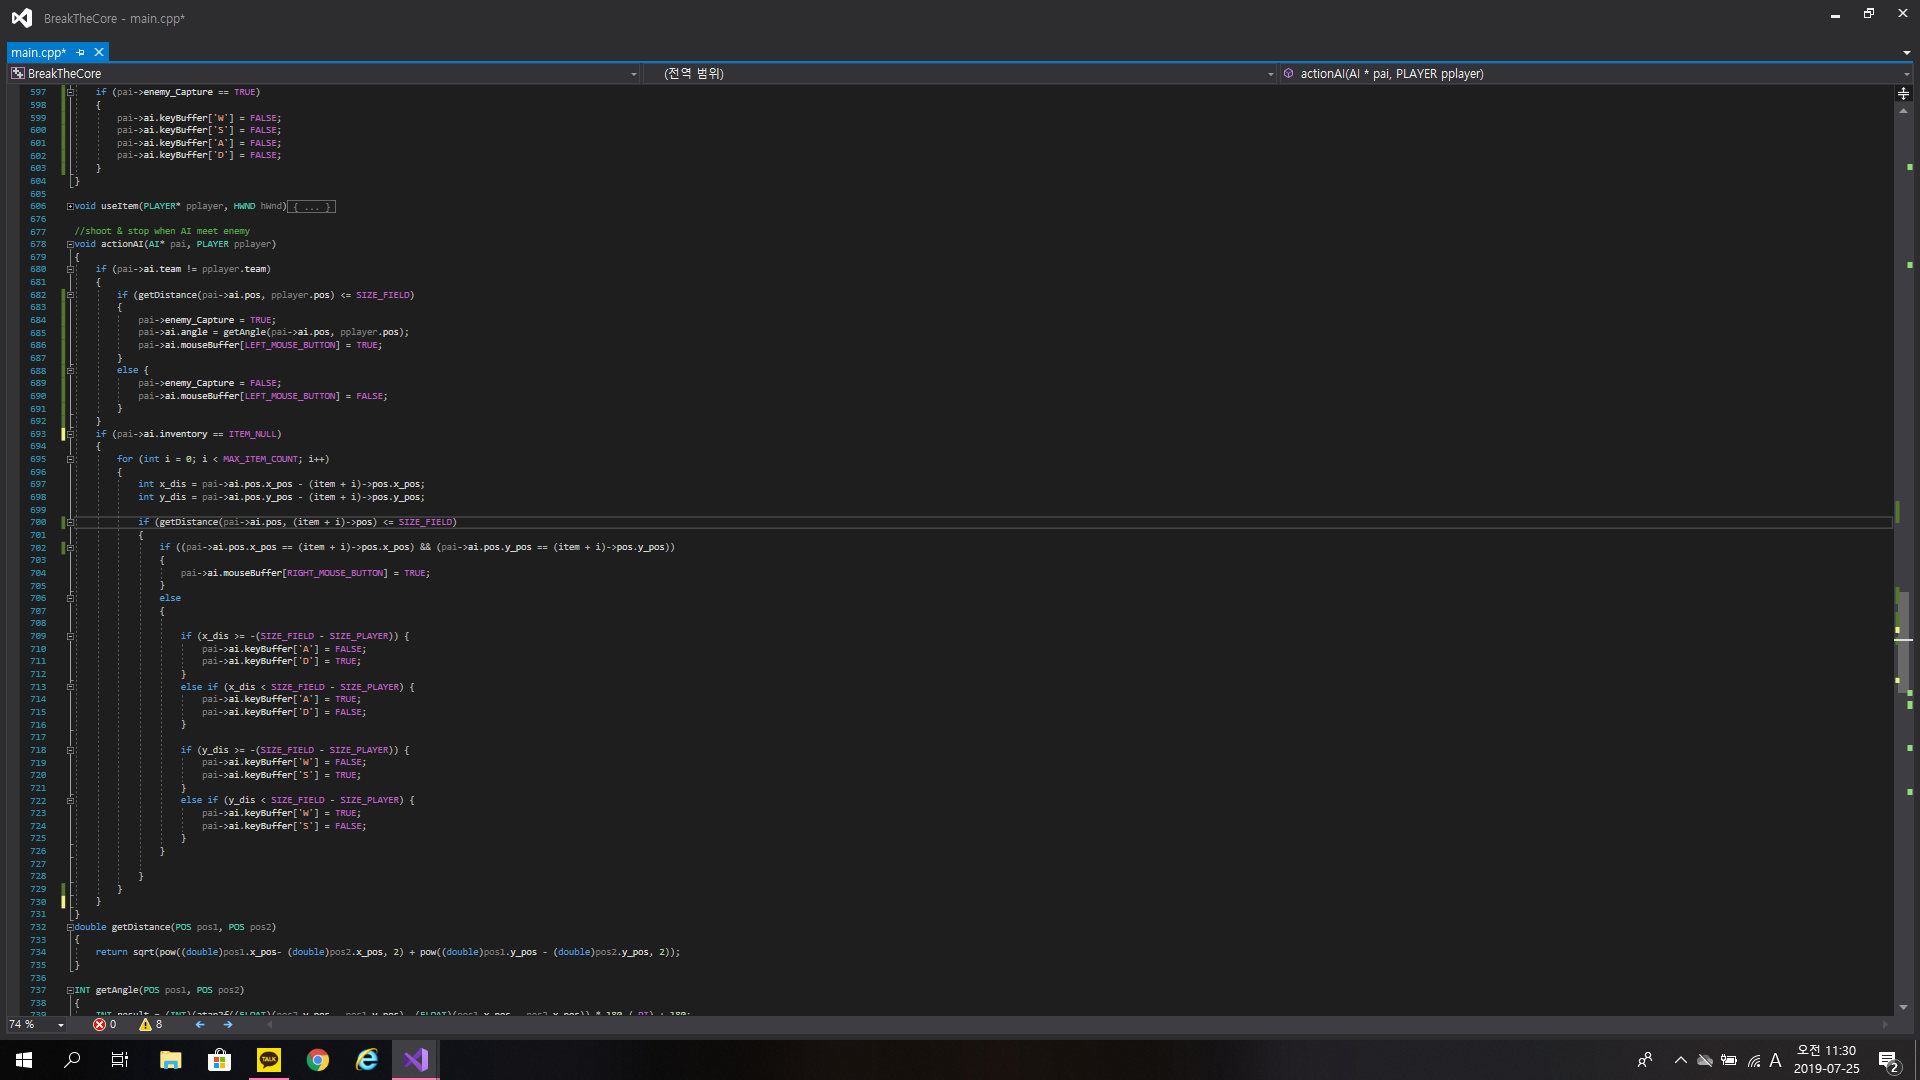 BreakTheCore - main.cpp*
main.cpp*
BreakTheCore
(전역 범위)
actionAI(AI * pai, PLAYER pplayer)
597 if (pai->enemy_Capture == TRUE)
598 {
599 pai->ai.keyBuffer['W'] = FALSE;
600 pai->ai.keyBuffer['S'] = FALSE;
601 pai->ai.keyBuffer['A'] = FALSE;
602 pai->ai.keyBuffer['D'] = FALSE;
603 }
604 }
605
606 void useItem(PLAYER* pplayer, HWND hWnd){ ... }
676
677 //shoot & stop when AI meet enemy
678 void actionAI(AI* pai, PLAYER pplayer)
679 {
680 if (pai->ai.team != pplayer.team)
681 {
682 if (getDistance(pai->ai.pos, pplayer.pos) <= SIZE_FIELD)
683 {
684 pai->enemy_Capture = TRUE;
685 pai->ai.angle = getAngle(pai->ai.pos, pplayer.pos);
686 pai->ai.mouseBuffer[LEFT_MOUSE_BUTTON] = TRUE;
687 }
688 else {
689 pai->enemy_Capture = FALSE;
690 pai->ai.mouseBuffer[LEFT_MOUSE_BUTTON] = FALSE;
691 }
692 }
693 if (pai->ai.inventory == ITEM_NULL)
694 {
695 for (int i = 0; i < MAX_ITEM_COUNT; i++)
696 {
697 int x_dis = pai->ai.pos.x_pos - (item + i)->pos.x_pos;
698 int y_dis = pai->ai.pos.y_pos - (item + i)->pos.y_pos;
699
700 if (getDistance(pai->ai.pos, (item + i)->pos) <= SIZE_FIELD)
701 {
702 if ((pai->ai.pos.x_pos == (item + i)->pos.x_pos) && (pai->ai.pos.y_pos == (item + i)->pos.y_pos))
703 {
704 pai->ai.mouseBuffer[RIGHT_MOUSE_BUTTON] = TRUE;
705 }
706 else
707 {
708
709 if (x_dis >= -(SIZE_FIELD - SIZE_PLAYER)) {
710 pai->ai.keyBuffer['A'] = FALSE;
711 pai->ai.keyBuffer['D'] = TRUE;
712 }
713 else if (x_dis < SIZE_FIELD - SIZE_PLAYER) {
714 pai->ai.keyBuffer['A'] = TRUE;
715 pai->ai.keyBuffer['D'] = FALSE;
716 }
717
718 if (y_dis >= -(SIZE_FIELD - SIZE_PLAYER)) {
719 pai->ai.keyBuffer['W'] = FALSE;
720 pai->ai.keyBuffer['S'] = TRUE;
721 }
722 else if (y_dis < SIZE_FIELD - SIZE_PLAYER) {
723 pai->ai.keyBuffer['W'] = TRUE;
724 pai->ai.keyBuffer['S'] = FALSE;
725 }
726 }
727
728 }
729 }
730 }
731 }
732 double getDistance(POS pos1, POS pos2)
733 {
734 return sqrt(pow((double)pos1.x_pos- (double)pos2.x_pos, 2) + pow((double)pos1.y_pos - (double)pos2.y_pos, 2));
735 }
736
737 INT getAngle(POS pos1, POS pos2)
738 {
74 %
0
8
TALK
A
오전 11:30
2019-07-25
2